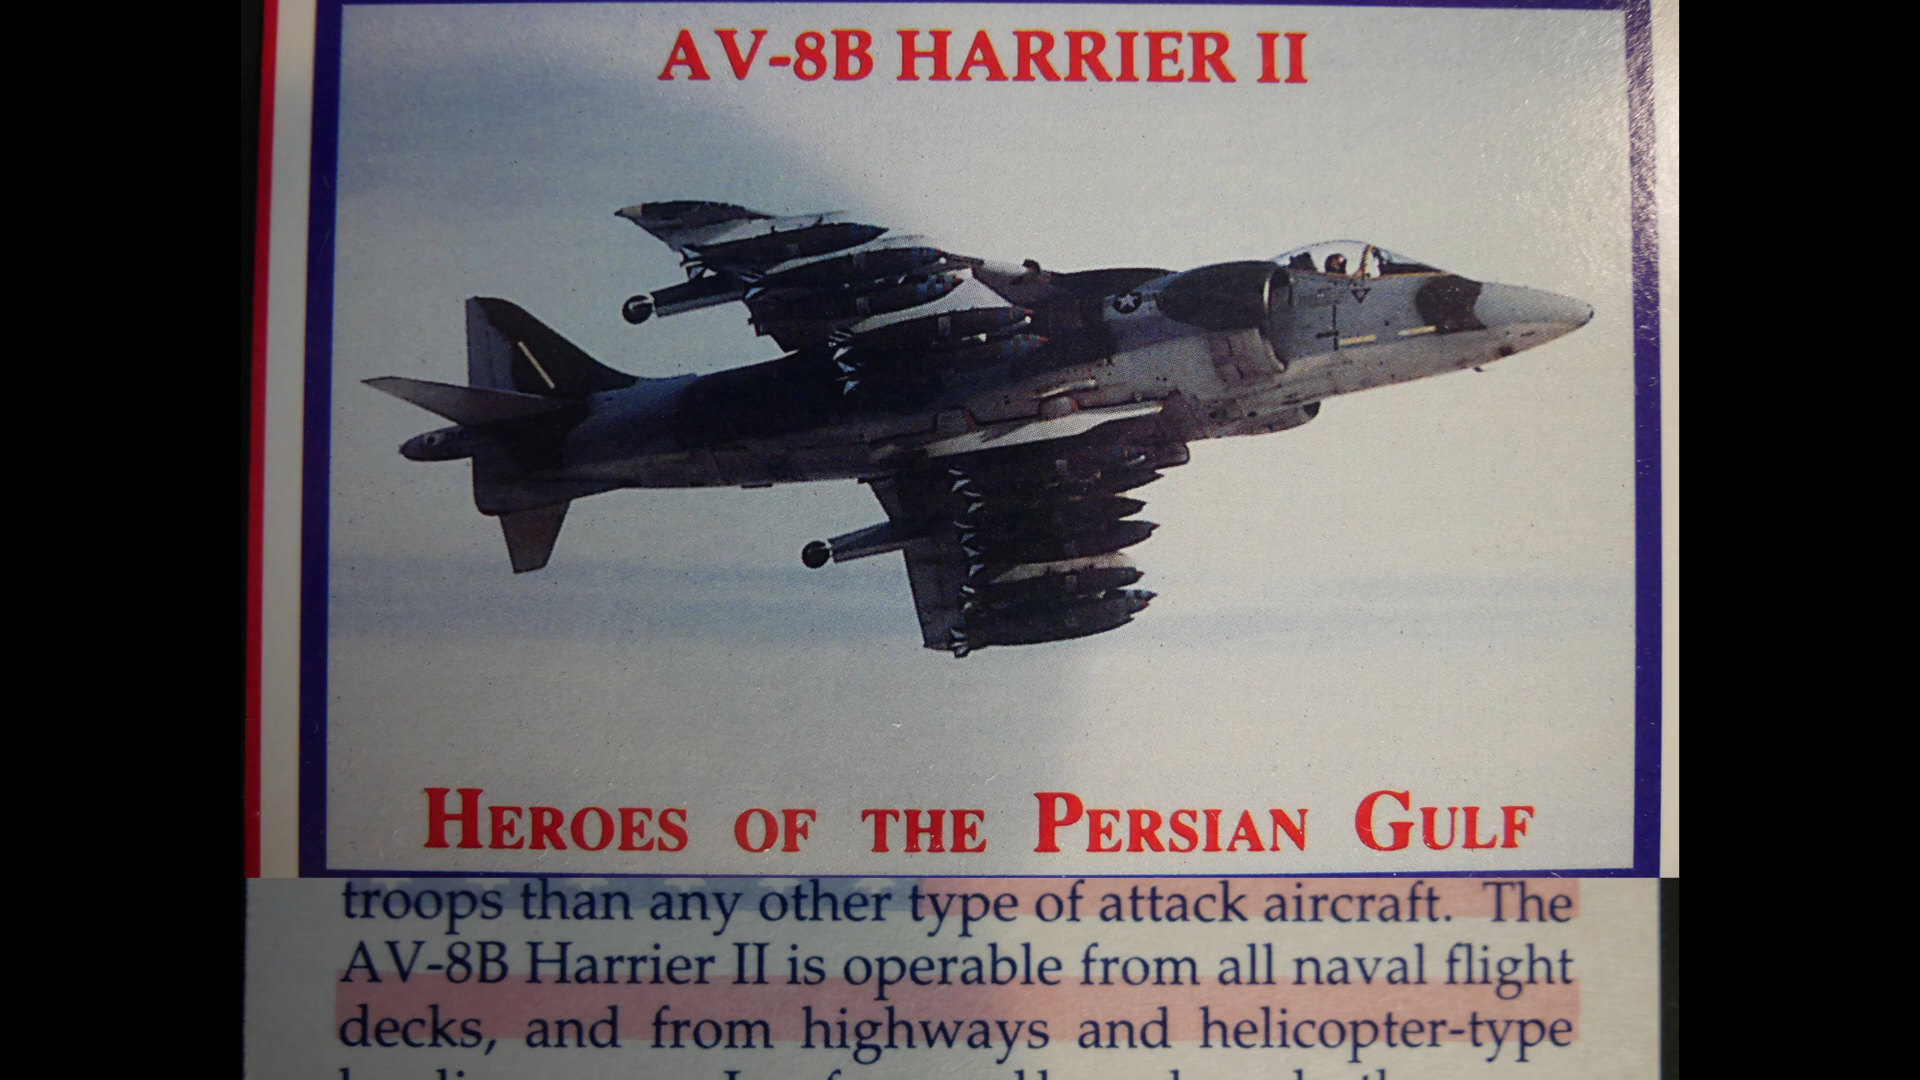 AV-8B HARRIER II
HEROES OF THE PERSIAN GULF
troops than any other type of attack aircraft. The
AV-8B Harrier II is operable from all naval flight
decks, and from highways and helicopter-type